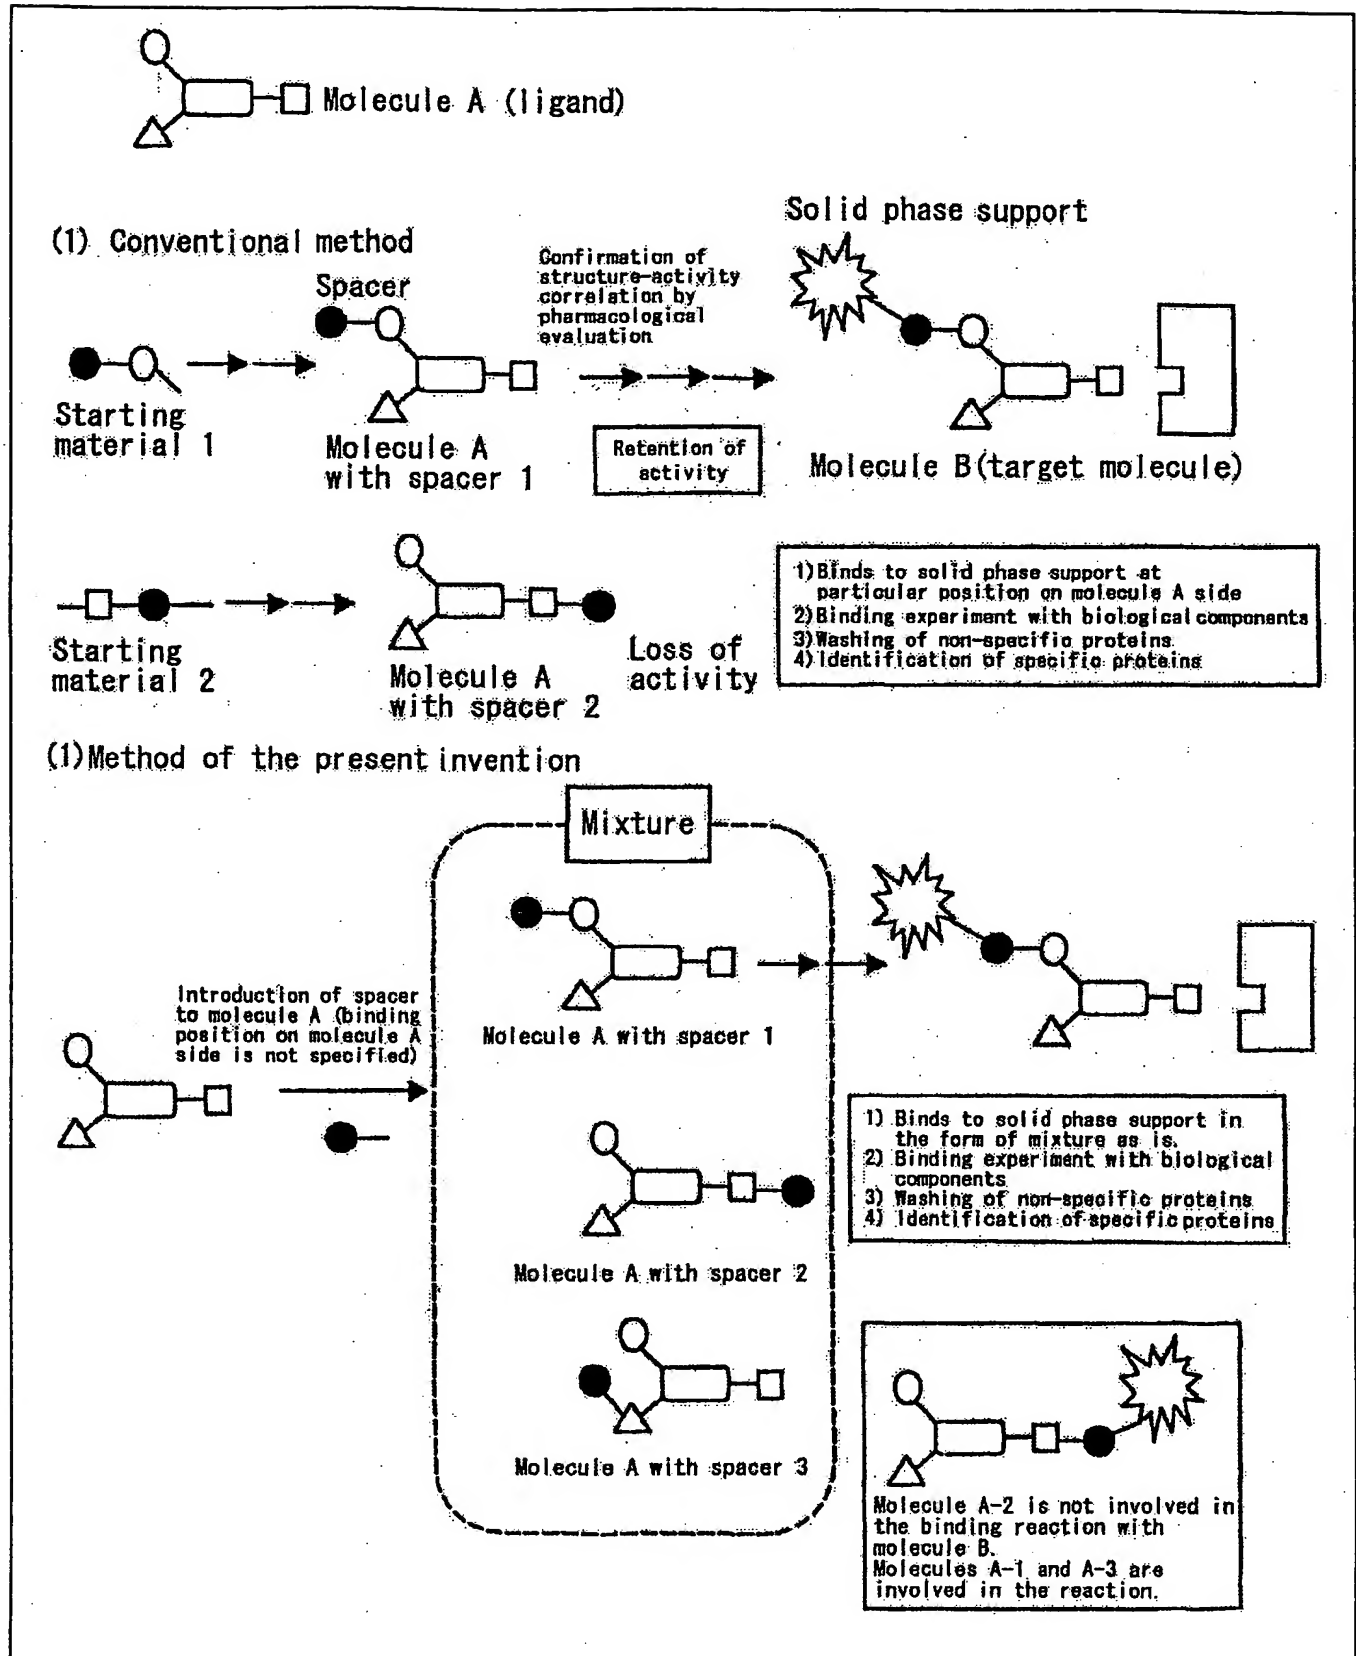 Molecule A (ligand)
Solid phase support
(1) Conventional method
Confirmation of
structure-activity
correlation by
pharmacological
evaluation
Spacer
Starting
material 1
Molecule A
with spacer 1
Retention of
activity
Molecule B(target molecule)
1)Binds to solid phase support at
particular position on molecule A side
2)Binding experiment with biological components
3)Washing of non-specific proteins
4)Identification of specific proteins
Starting
material 2
Molecule A
with spacer 2
Loss of
activity
(1)Method of the present invention
Mixture
Introduction of spacer
to molecule A (binding
position on molecule A
side is not specified)
Molecule A with spacer 1
1) Binds to solid phase support in
the form of mixture as is.
2) Binding experiment with biological
components
3) Washing of non-specific proteins
4) Identification of specific proteins
Molecule A with spacer 2
Molecule A with spacer 3
Molecule A-2 is not involved in
the binding reaction with
molecule B.
Molecules A-1 and A-3 are
involved in the reaction.